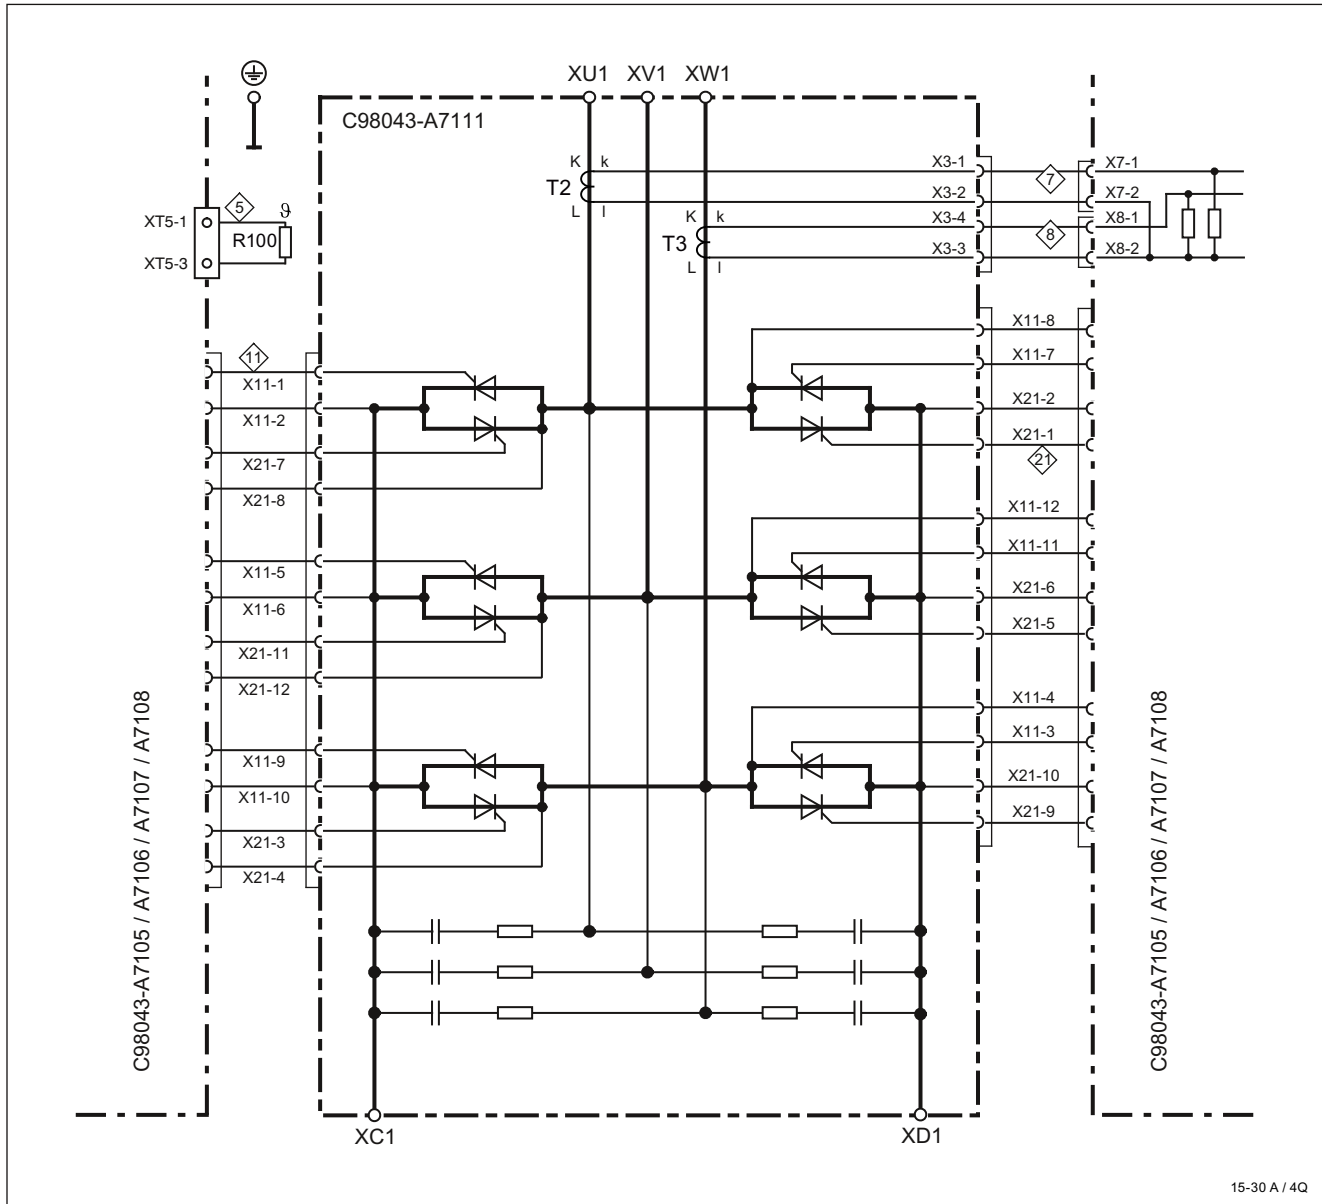 XU1 XV1 XW1
C98043-A7111
K k
T2
L l
K k
T3
L l
X3-1
X3-2
X3-4
X3-3
7
8
X7-1
X7-2
X8-1
X8-2
5
XT5-1
XT5-3
ϑ
R100
11
X11-1
X11-2
X21-7
X21-8
X11-5
X11-6
X21-11
X21-12
X11-9
X11-10
X21-3
X21-4
X11-8
X11-7
X21-2
X21-1
21
X11-12
X11-11
X21-6
X21-5
X11-4
X11-3
X21-10
X21-9
C98043-A7105 / A7106 / A7107 / A7108
C98043-A7105 / A7106 / A7107 / A7108
XC1
XD1
15-30 A / 4Q